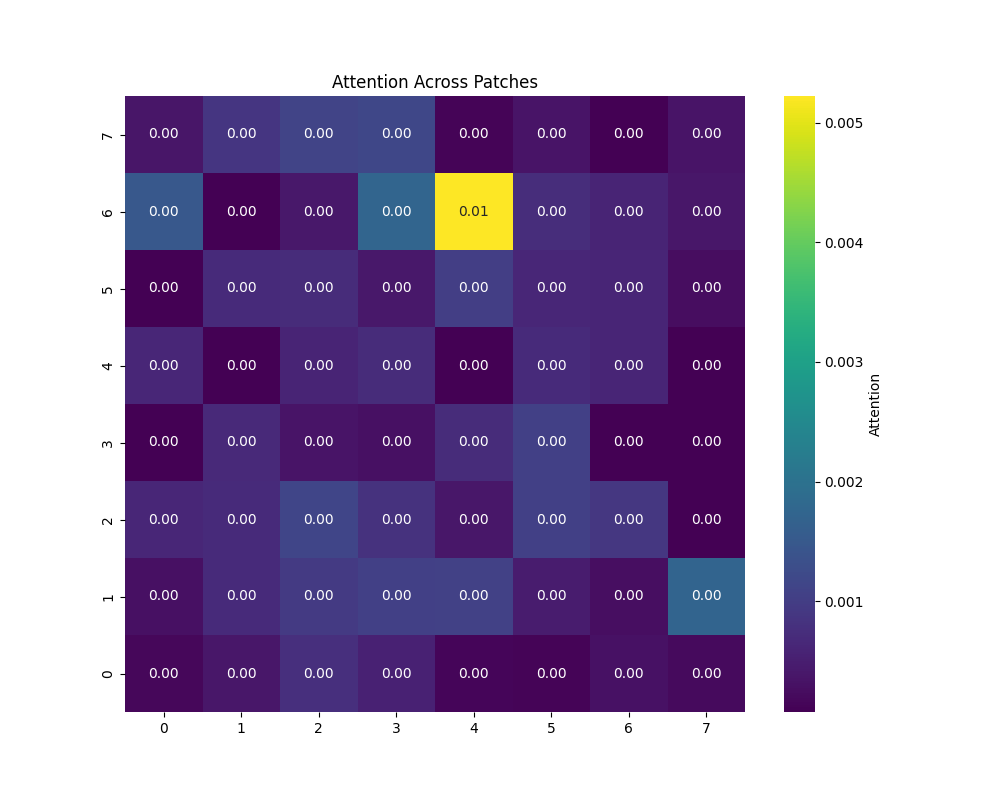 Attention Across Patches
7 0.00 0.00 0.00 0.00 0.00 0.00 0.00 0.00
6 0.00 0.00 0.00 0.00 0.01 0.00 0.00 0.00
5 0.00 0.00 0.00 0.00 0.00 0.00 0.00 0.00
4 0.00 0.00 0.00 0.00 0.00 0.00 0.00 0.00
3 0.00 0.00 0.00 0.00 0.00 0.00 0.00 0.00
2 0.00 0.00 0.00 0.00 0.00 0.00 0.00 0.00
1 0.00 0.00 0.00 0.00 0.00 0.00 0.00 0.00
0 0.00 0.00 0.00 0.00 0.00 0.00 0.00 0.00
0 1 2 3 4 5 6 7
0.005
0.004
0.003
0.002
0.001
Attention